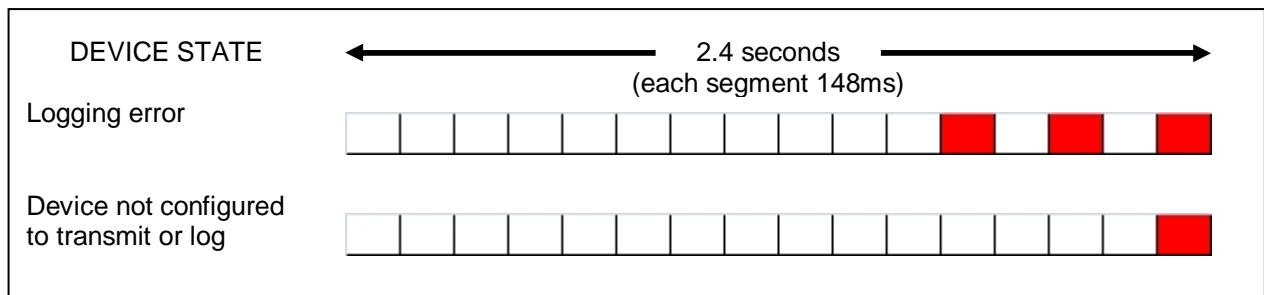 DEVICE STATE
2.4 seconds
(each segment 148ms)
Logging error
Device not configured
to transmit or log